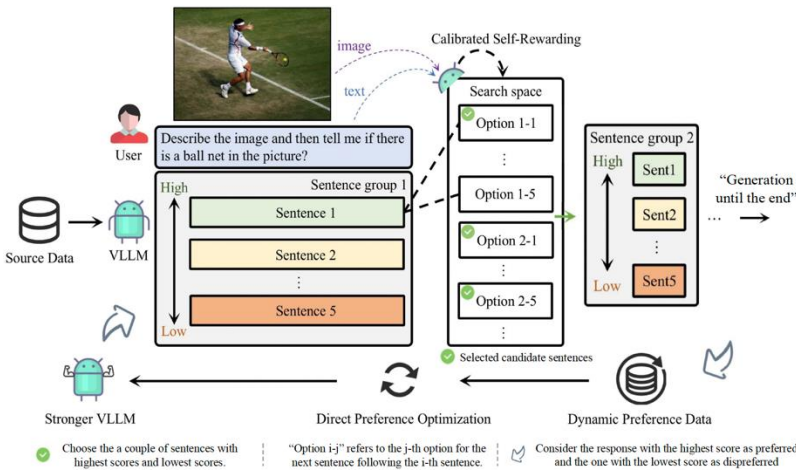 image
text
Calibrated Self-Rewarding
User
Describe the image and then tell me if there
is a ball net in the picture?
Source Data
VLLM
Sentence group 1
High
Sentence 1
Sentence 2
⋮
Sentence 5
Low
Search space
Option 1-1
⋮
Option 1-5
Option 2-1
Option 2-5
⋮
Selected candidate sentences
Sentence group 2
High
Sent1
Sent2
⋮
Sent5
Low
...
“Generation
until the end”
Stronger VLLM
Direct Preference Optimization
Dynamic Preference Data
Choose the a couple of sentences with
highest scores and lowest scores.
“Option i-j” refers to the j-th option for the
next sentence following the i-th sentence.
Consider the response with the highest score as preferred
and the one with the lowest score as dispreferred